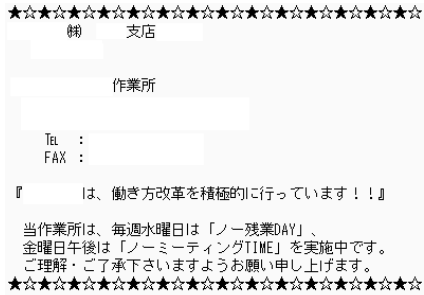 ★☆★☆★☆★☆★☆★☆★☆★☆★☆★☆★☆★☆★☆★☆
㈱　　支店
作業所
℡　：
FAX　：
『　　　　は、働き方改革を積極的に行っています！！』
当作業所は、毎週水曜日は「ノー残業DAY」、
金曜日午後は「ノーミーティングTIME」を実施中です。
ご理解・ご了承下さいますようお願い申し上げます。
★☆★☆★☆★☆★☆★☆★☆★☆★☆★☆★☆★☆★☆★☆